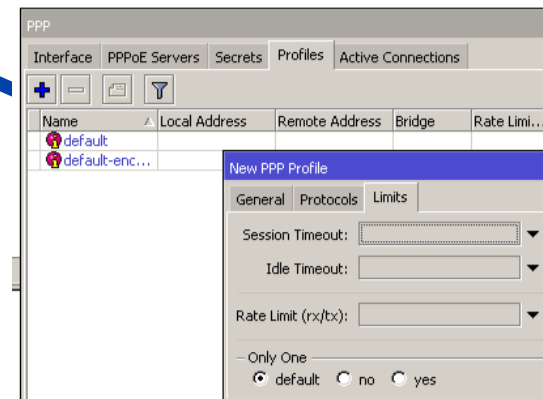 PPP
Interface PPPoE Servers Secrets Profiles Active Connections
Name Local Address Remote Address Bridge Rate Limi...
default
default-enc...
New PPP Profile
General Protocols Limits
Session Timeout:
Idle Timeout:
Rate Limit (rx/tx):
Only One
default no yes